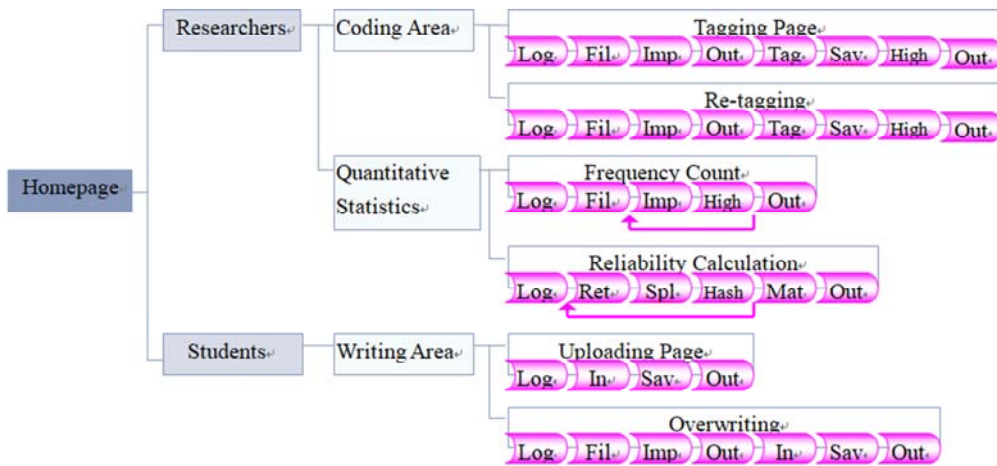 Homepage
Researchers
Coding Area
Tagging Page
Log Fil Imp Out Tag Sav High Out
Re-tagging
Log Fil Imp Out Tag Sav High Out
Quantitative
Statistics
Frequency Count
Log Fil Imp High Out
Reliability Calculation
Log Ret Spl Hash Mat Out
Students
Writing Area
Uploading Page
Log In Sav Out
Overwriting
Log Fil Imp Out In Sav Out